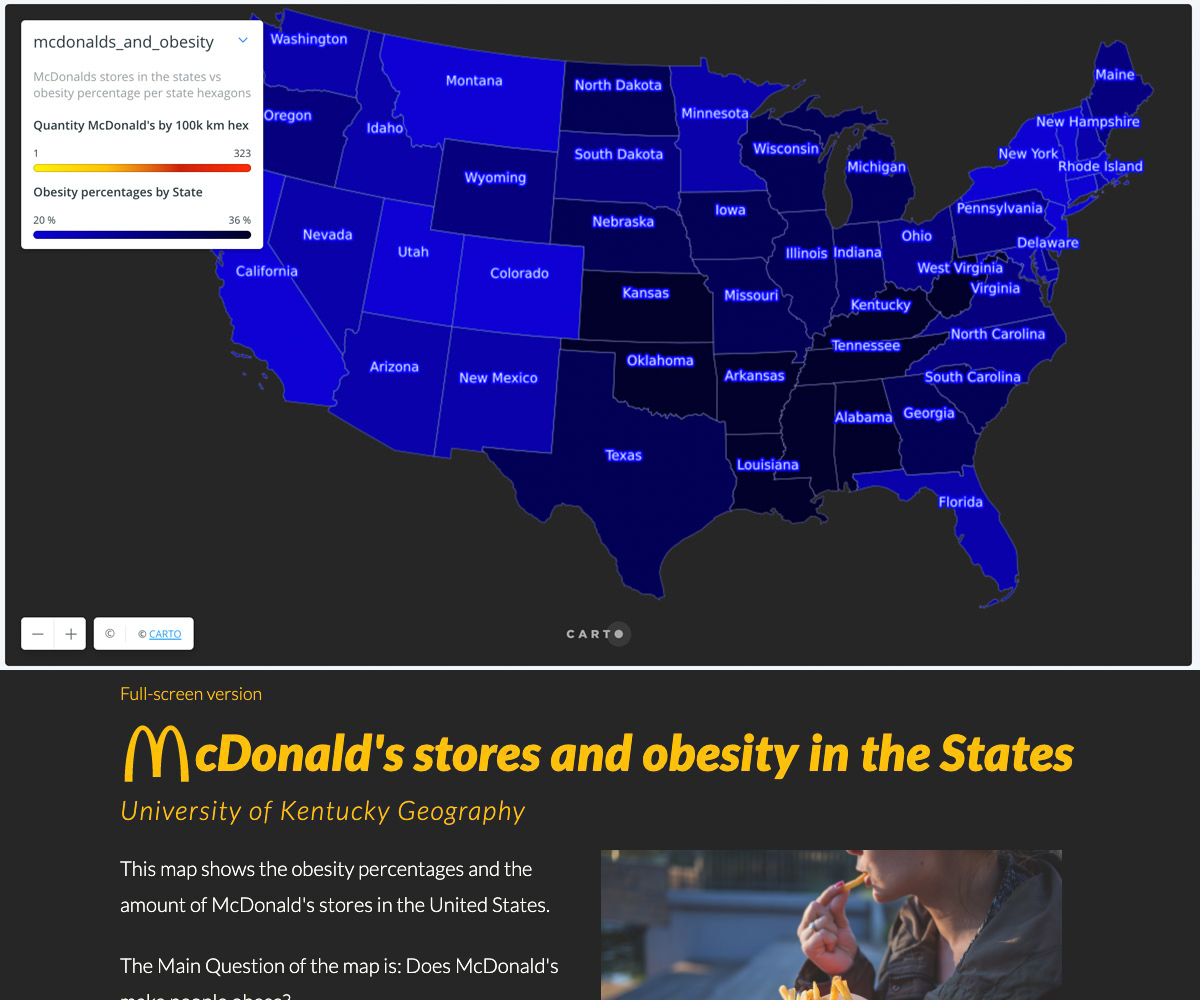 mcdonalds_and_obesity
McDonalds stores in the states vs
obesity percentage per state hexagons
Quantity McDonald's by 100k km hex
1 323
Obesity percentages by State
20 % 36 %
Washington
Montana
North Dakota
Minnesota
Maine
Oregon
Idaho
New Hampshire
South Dakota
Wisconsin
New York
Michigan
Rhode Island
Wyoming
Nebraska
Iowa
Pennsylvania
Nevada
Utah
Colorado
Illinois
Indiana
Ohio
Delaware
California
Kansas
Missouri
West Virginia
Virginia
Kentucky
Tennessee
North Carolina
Arizona
New Mexico
Oklahoma
Arkansas
South Carolina
Alabama
Georgia
Texas
Louisiana
Florida
− +
© © CARTO
CARTO
Full-screen version
McDonald's stores and obesity in the States
University of Kentucky Geography
This map shows the obesity percentages and the
amount of McDonald's stores in the United States.
The Main Question of the map is: Does McDonald's
make people obese?